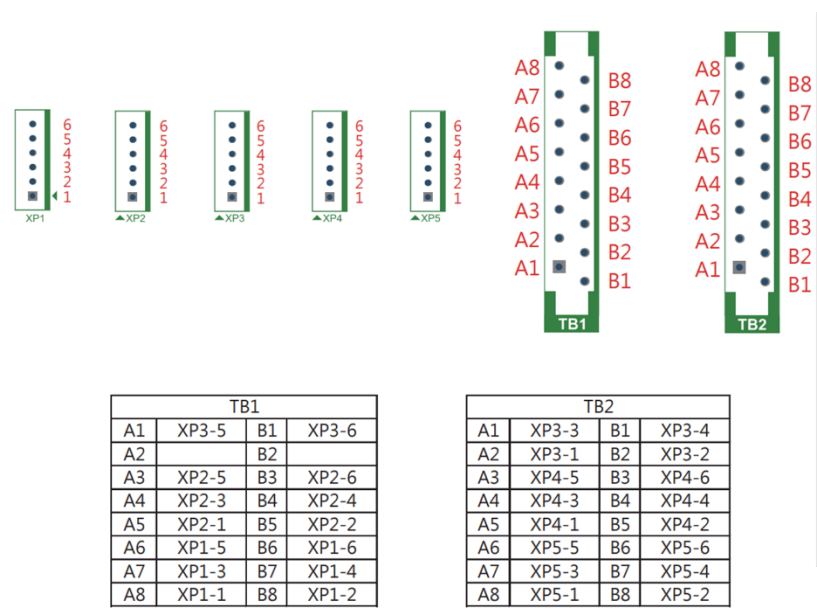 A8
B8
A7
B7
A6
B6
A5
B5
A4
B4
A3
B3
A2
B2
A1
B1
TB1
A8
B8
A7
B7
A6
B6
A5
B5
A4
B4
A3
B3
A2
B2
A1
B1
TB2
6
5
4
3
2
1
XP1
6
5
4
3
2
1
XP2
6
5
4
3
2
1
XP3
6
5
4
3
2
1
XP4
6
5
4
3
2
1
XP5
TB1
A1 XP3-5 B1 XP3-6
A2 B2
A3 XP2-5 B3 XP2-6
A4 XP2-3 B4 XP2-4
A5 XP2-1 B5 XP2-2
A6 XP1-5 B6 XP1-6
A7 XP1-3 B7 XP1-4
A8 XP1-1 B8 XP1-2
TB2
A1 XP3-3 B1 XP3-4
A2 XP3-1 B2 XP3-2
A3 XP4-5 B3 XP4-6
A4 XP4-3 B4 XP4-4
A5 XP4-1 B5 XP4-2
A6 XP5-5 B6 XP5-6
A7 XP5-3 B7 XP5-4
A8 XP5-1 B8 XP5-2